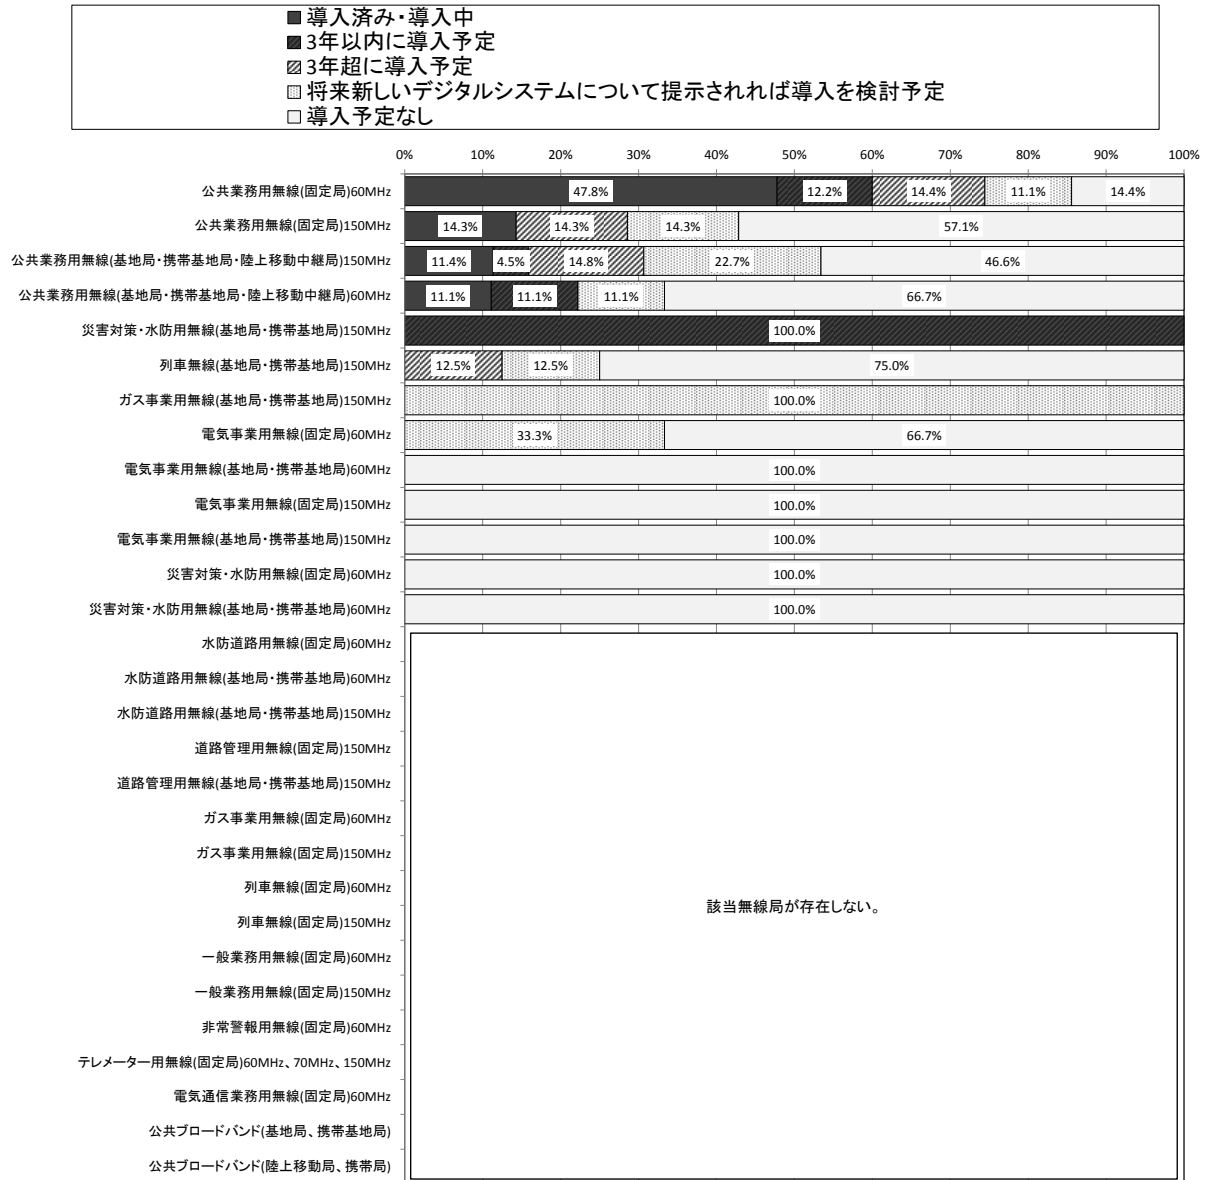 ■導入済み・導入中
■3年以内に導入予定
3年超に導入予定
将来新しいデジタルシステムについて提示されれば導入を検討予定
□導入予定なし
0% 10% 20% 30% 40% 50% 60% 70% 80% 90% 100%
公共業務用無線(固定局)60MHz 47.8% 12.2% 14.4% 11.1% 14.4%
公共業務用無線(固定局)150MHz 14.3% 14.3% 14.3% 57.1%
公共業務用無線(基地局・携帯基地局・陸上移動中継局)150MHz 11.4% 4.5% 14.8% 22.7% 46.6%
公共業務用無線(基地局・携帯基地局・陸上移動中継局)60MHz 11.1% 11.1% 11.1% 66.7%
災害対策・水防用無線(基地局・携帯基地局)150MHz 100.0%
列車無線(基地局・携帯基地局)150MHz 12.5% 12.5% 75.0%
ガス事業用無線(基地局・携帯基地局)150MHz 100.0%
電気事業用無線(固定局)60MHz 33.3% 66.7%
電気事業用無線(基地局・携帯基地局)60MHz 100.0%
電気事業用無線(固定局)150MHz 100.0%
電気事業用無線(基地局・携帯基地局)150MHz 100.0%
災害対策・水防用無線(固定局)60MHz 100.0%
災害対策・水防用無線(基地局・携帯基地局)60MHz 100.0%
水防道路用無線(固定局)60MHz
水防道路用無線(基地局・携帯基地局)60MHz
水防道路用無線(基地局・携帯基地局)150MHz
道路管理用無線(固定局)150MHz
道路管理用無線(基地局・携帯基地局)150MHz
ガス事業用無線(固定局)60MHz
ガス事業用無線(固定局)150MHz
列車無線(固定局)60MHz
該当無線局が存在しない。
列車無線(固定局)150MHz
一般業務用無線(固定局)60MHz
一般業務用無線(固定局)150MHz
非常警報用無線(固定局)60MHz
テレメーター用無線(固定局)60MHz、70MHz、150MHz
電気通信業務用無線(固定局)60MHz
公共ブロードバンド(基地局、携帯基地局)
公共ブロードバンド(陸上移動局、携帯局)